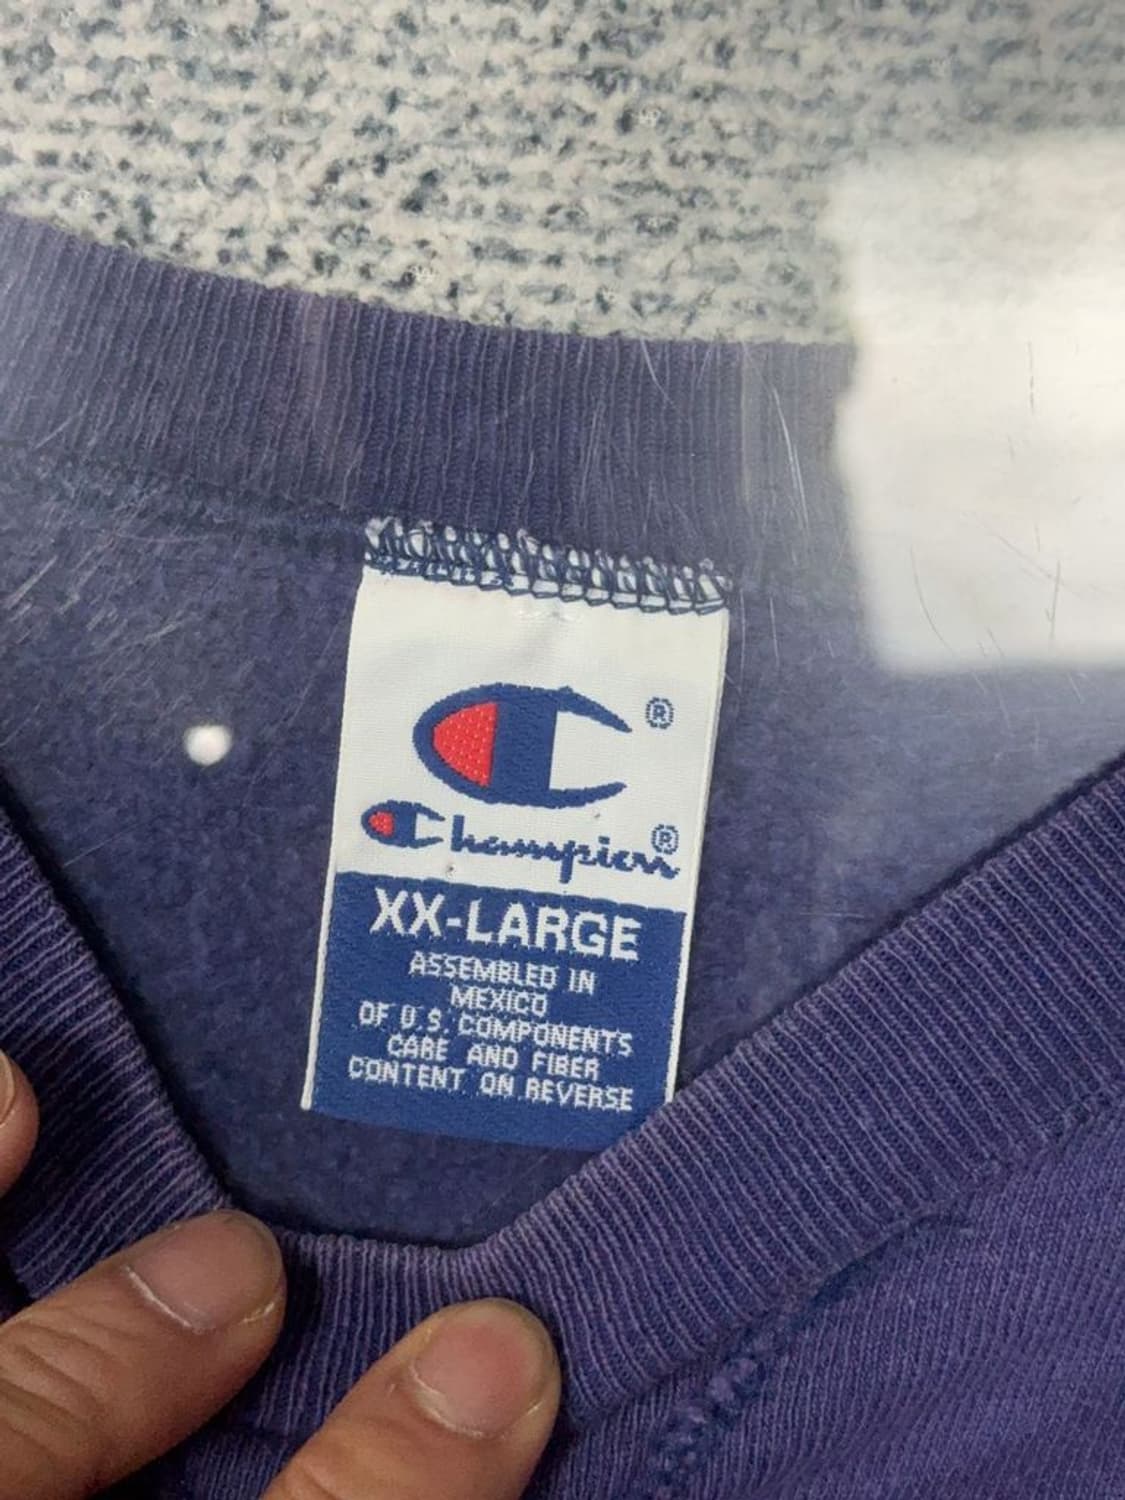 C®
Champion®
XX-LARGE
ASSEMBLED IN
MEXICO
OF U.S. COMPONENTS
CARE AND FIBER
CONTENT ON REVERSE